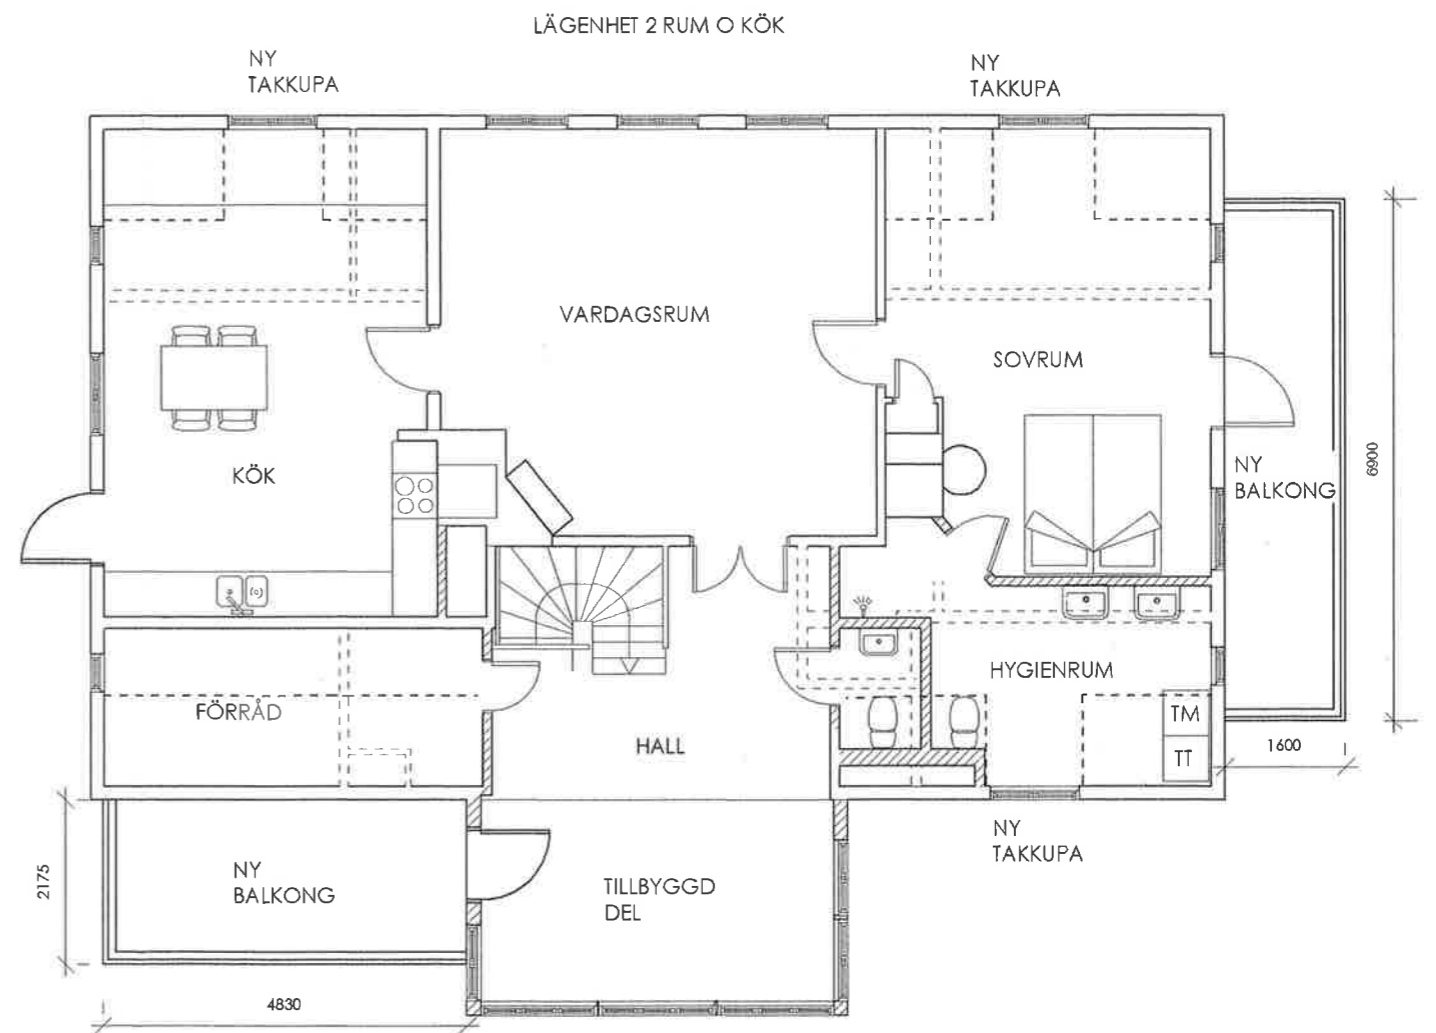 LÄGENHET 2 RUM O KÖK
NY
TAKKUPA
NY
TAKKUPA
VARDAGSRUM
SOVRUM
KÖK
NY
BALKONG
6900
HYGIENRUM
FÖRRÅD
HALL
TM
TT
1600
NY
TAKKUPA
2175
NY
BALKONG
TILLBYGGD
DEL
4830